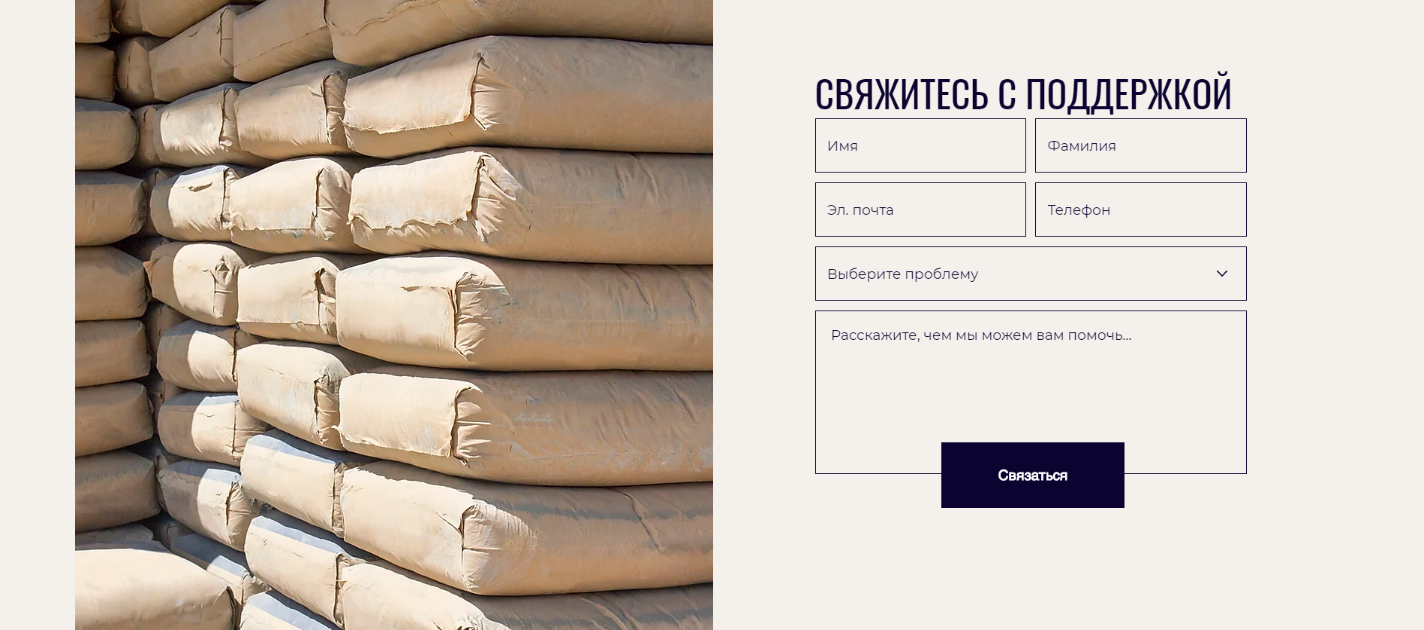 СВЯЖИТЕСЬ С ПОДДЕРЖКОЙ
Имя
Фамилия
Эл. почта
Телефон
Выберите проблему
Расскажите, чем мы можем вам помочь...
Связаться